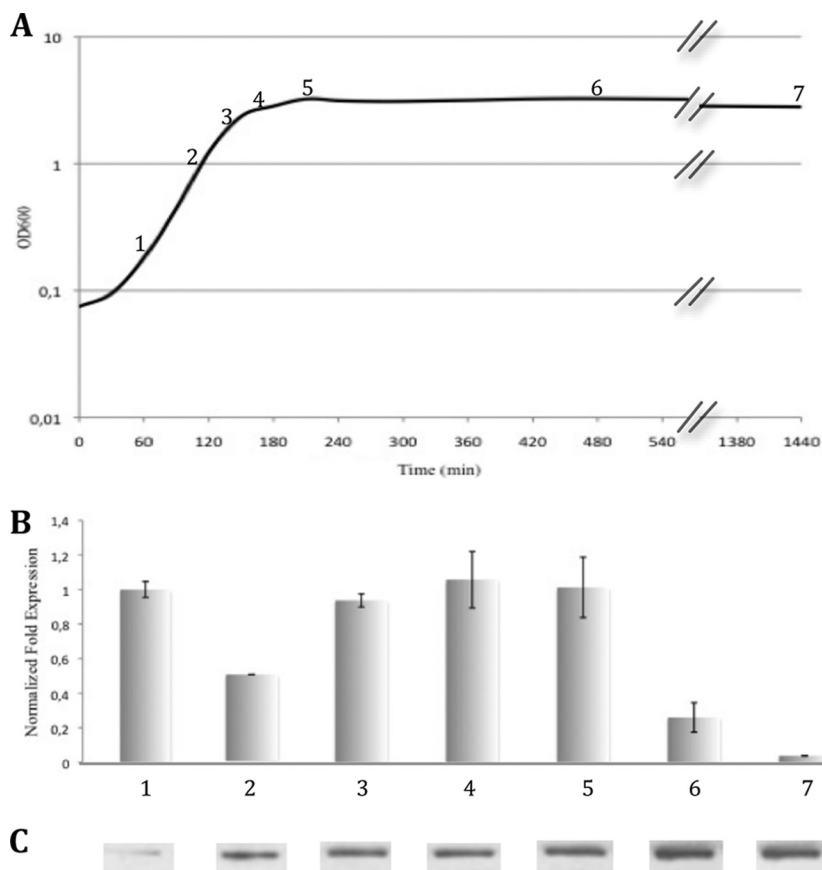 A
10
1
0,1
0,01
OD600
1 2 3 4 5 6 7
0 60 120 180 240 300 360 420 480 540 1380 1440
Time (min)
B
Normalized Fold Expression
1,4
1,2
1
0,8
0,6
0,4
0,2
0
1 2 3 4 5 6 7
C